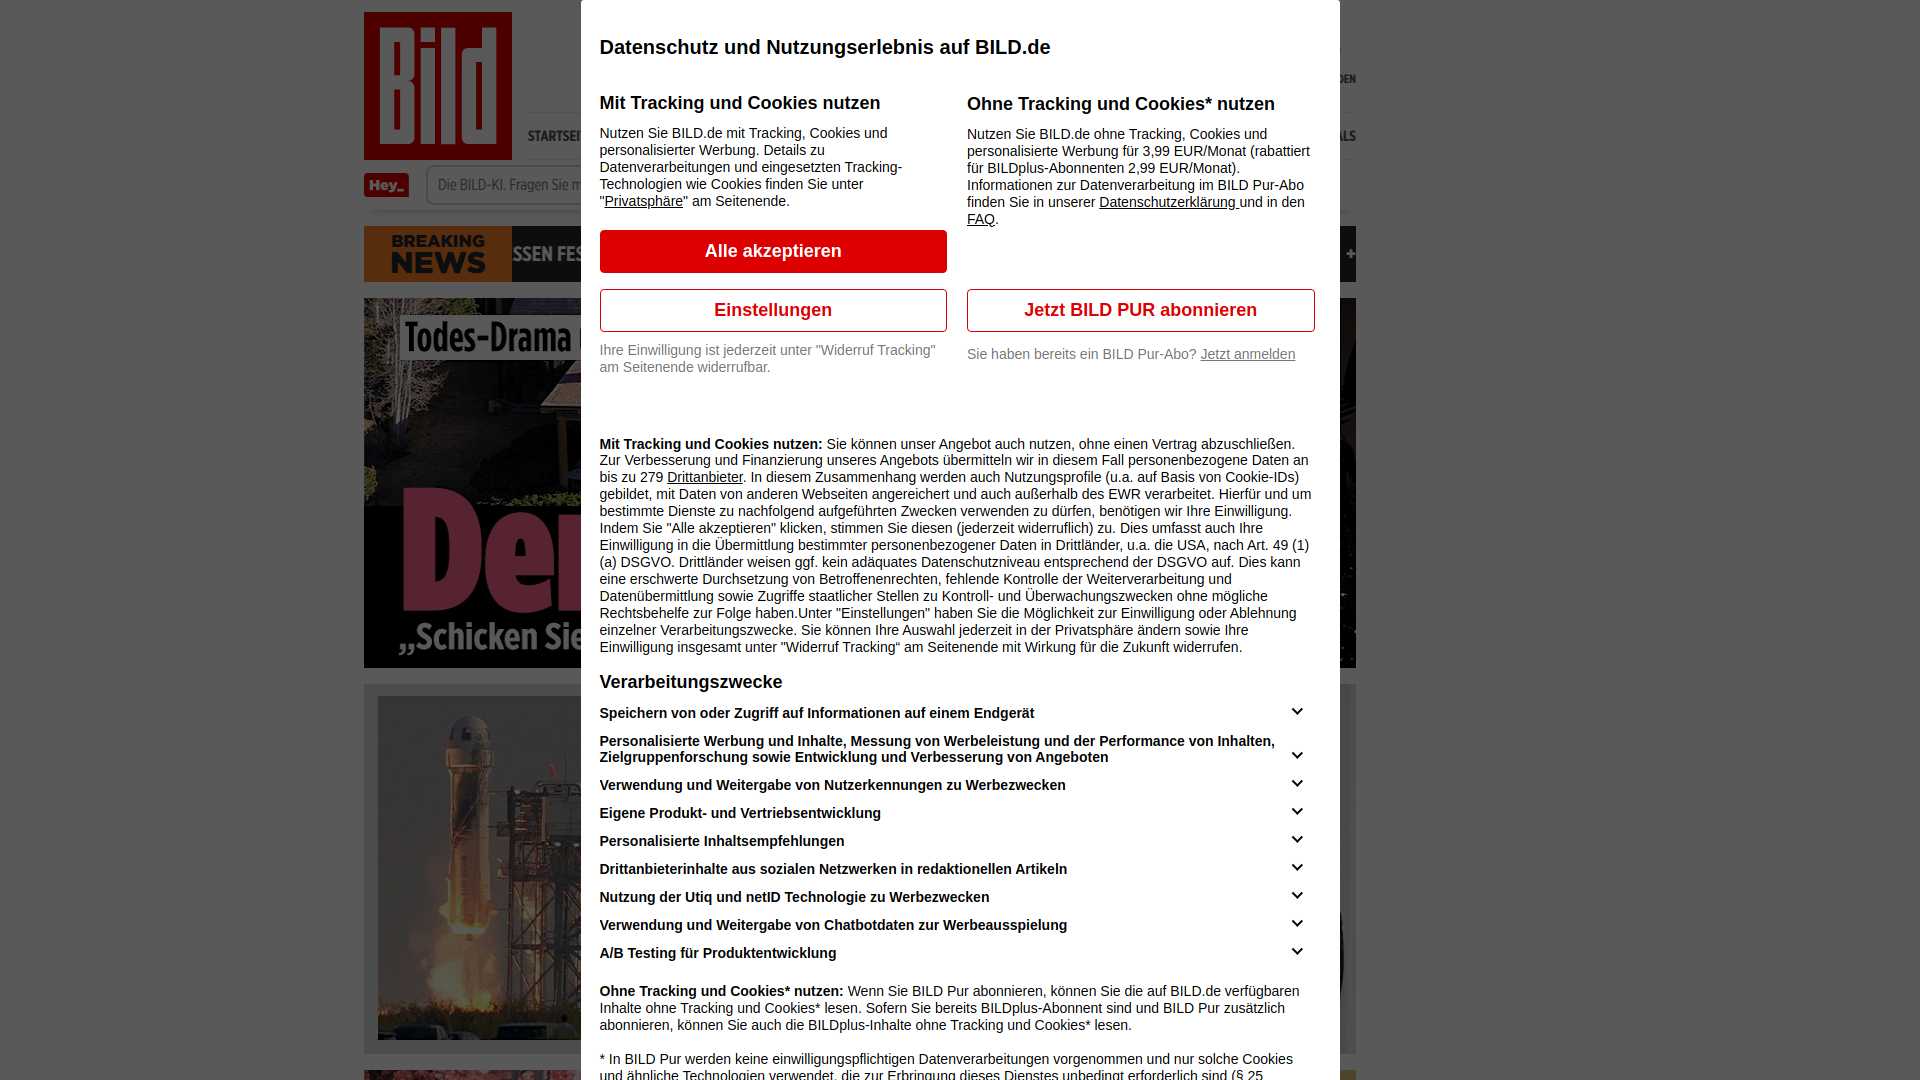 Bild
DEN
STARTSEI
ALS
Hey_
Die BILD-KI. Fragen Sie m
BREAKING
NEWS
SSEN FES
+
Todes-Drama
Der
„Schicken Sie
Datenschutz und Nutzungserlebnis auf BILD.de
Mit Tracking und Cookies nutzen
Nutzen Sie BILD.de mit Tracking, Cookies und
personalisierter Werbung. Details zu
Datenverarbeitungen und eingesetzten Tracking-
Technologien wie Cookies finden Sie unter
"Privatsphäre" am Seitenende.
Alle akzeptieren
Einstellungen
Ihre Einwilligung ist jederzeit unter "Widerruf Tracking"
am Seitenende widerrufbar.
Ohne Tracking und Cookies* nutzen
Nutzen Sie BILD.de ohne Tracking, Cookies und
personalisierte Werbung für 3,99 EUR/Monat (rabattiert
für BILDplus-Abonnenten 2,99 EUR/Monat).
Informationen zur Datenverarbeitung im BILD Pur-Abo
finden Sie in unserer Datenschutzerklärung und in den
FAQ.
Jetzt BILD PUR abonnieren
Sie haben bereits ein BILD Pur-Abo? Jetzt anmelden
Mit Tracking und Cookies nutzen: Sie können unser Angebot auch nutzen, ohne einen Vertrag abzuschließen.
Zur Verbesserung und Finanzierung unseres Angebots übermitteln wir in diesem Fall personenbezogene Daten an
bis zu 279 Drittanbieter. In diesem Zusammenhang werden auch Nutzungsprofile (u.a. auf Basis von Cookie-IDs)
gebildet, mit Daten von anderen Webseiten angereichert und auch außerhalb des EWR verarbeitet. Hierfür und um
bestimmte Dienste zu nachfolgend aufgeführten Zwecken verwenden zu dürfen, benötigen wir Ihre Einwilligung.
Indem Sie "Alle akzeptieren" klicken, stimmen Sie diesen (jederzeit widerruflich) zu. Dies umfasst auch Ihre
Einwilligung in die Übermittlung bestimmter personenbezogener Daten in Drittländer, u.a. die USA, nach Art. 49 (1)
(a) DSGVO. Drittländer weisen ggf. kein adäquates Datenschutzniveau entsprechend der DSGVO auf. Dies kann
eine erschwerte Durchsetzung von Betroffenenrechten, fehlende Kontrolle der Weiterverarbeitung und
Datenübermittlung sowie Zugriffe staatlicher Stellen zu Kontroll- und Überwachungszwecken ohne mögliche
Rechtsbehelfe zur Folge haben.Unter "Einstellungen" haben Sie die Möglichkeit zur Einwilligung oder Ablehnung
einzelner Verarbeitungszwecke. Sie können Ihre Auswahl jederzeit in der Privatsphäre ändern sowie Ihre
Einwilligung insgesamt unter "Widerruf Tracking“ am Seitenende mit Wirkung für die Zukunft widerrufen.
Verarbeitungszwecke
Speichern von oder Zugriff auf Informationen auf einem Endgerät
Personalisierte Werbung und Inhalte, Messung von Werbeleistung und der Performance von Inhalten,
Zielgruppenforschung sowie Entwicklung und Verbesserung von Angeboten
Verwendung und Weitergabe von Nutzerkennungen zu Werbezwecken
Eigene Produkt- und Vertriebsentwicklung
Personalisierte Inhaltsempfehlungen
Drittanbieterinhalte aus sozialen Netzwerken in redaktionellen Artikeln
Nutzung der Utiq und netID Technologie zu Werbezwecken
Verwendung und Weitergabe von Chatbotdaten zur Werbeausspielung
A/B Testing für Produktentwicklung
Ohne Tracking und Cookies* nutzen: Wenn Sie BILD Pur abonnieren, können Sie die auf BILD.de verfügbaren
Inhalte ohne Tracking und Cookies* lesen. Sofern Sie bereits BILDplus-Abonnent sind und BILD Pur zusätzlich
abonnieren, können Sie auch die BILDplus-Inhalte ohne Tracking und Cookies* lesen.
* In BILD Pur werden keine einwilligungspflichtigen Datenverarbeitungen vorgenommen und nur solche Cookies
und ähnliche Technologien verwendet, die zur Erbringung dieses Dienstes unbedingt erforderlich sind (§ 25